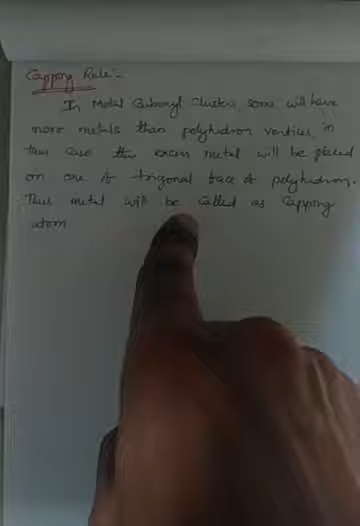 Capping Rule :-
In Metal Carbonyl Clusters some will have
more metals than polyhedron vertices, in
this case the excess metal will be placed
on one of trigonal face of polyhedron.
This metal will be called as Capping
atom